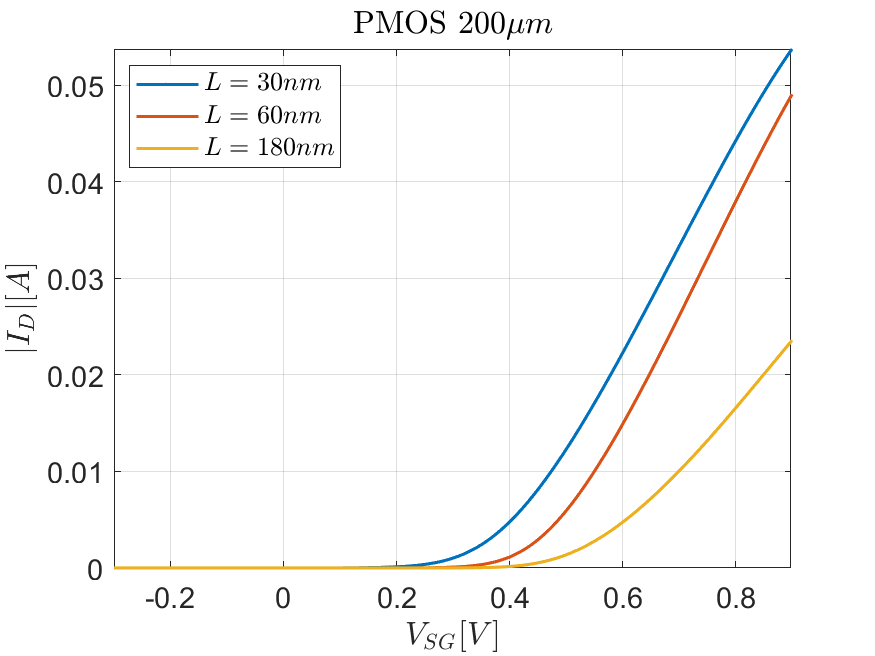 PMOS 200μm
L = 30nm
L = 60nm
L = 180nm
0.05
0.04
0.03
0.02
0.01
0
|I_D|[A]
-0.2 0 0.2 0.4 0.6 0.8
V_SG[V]